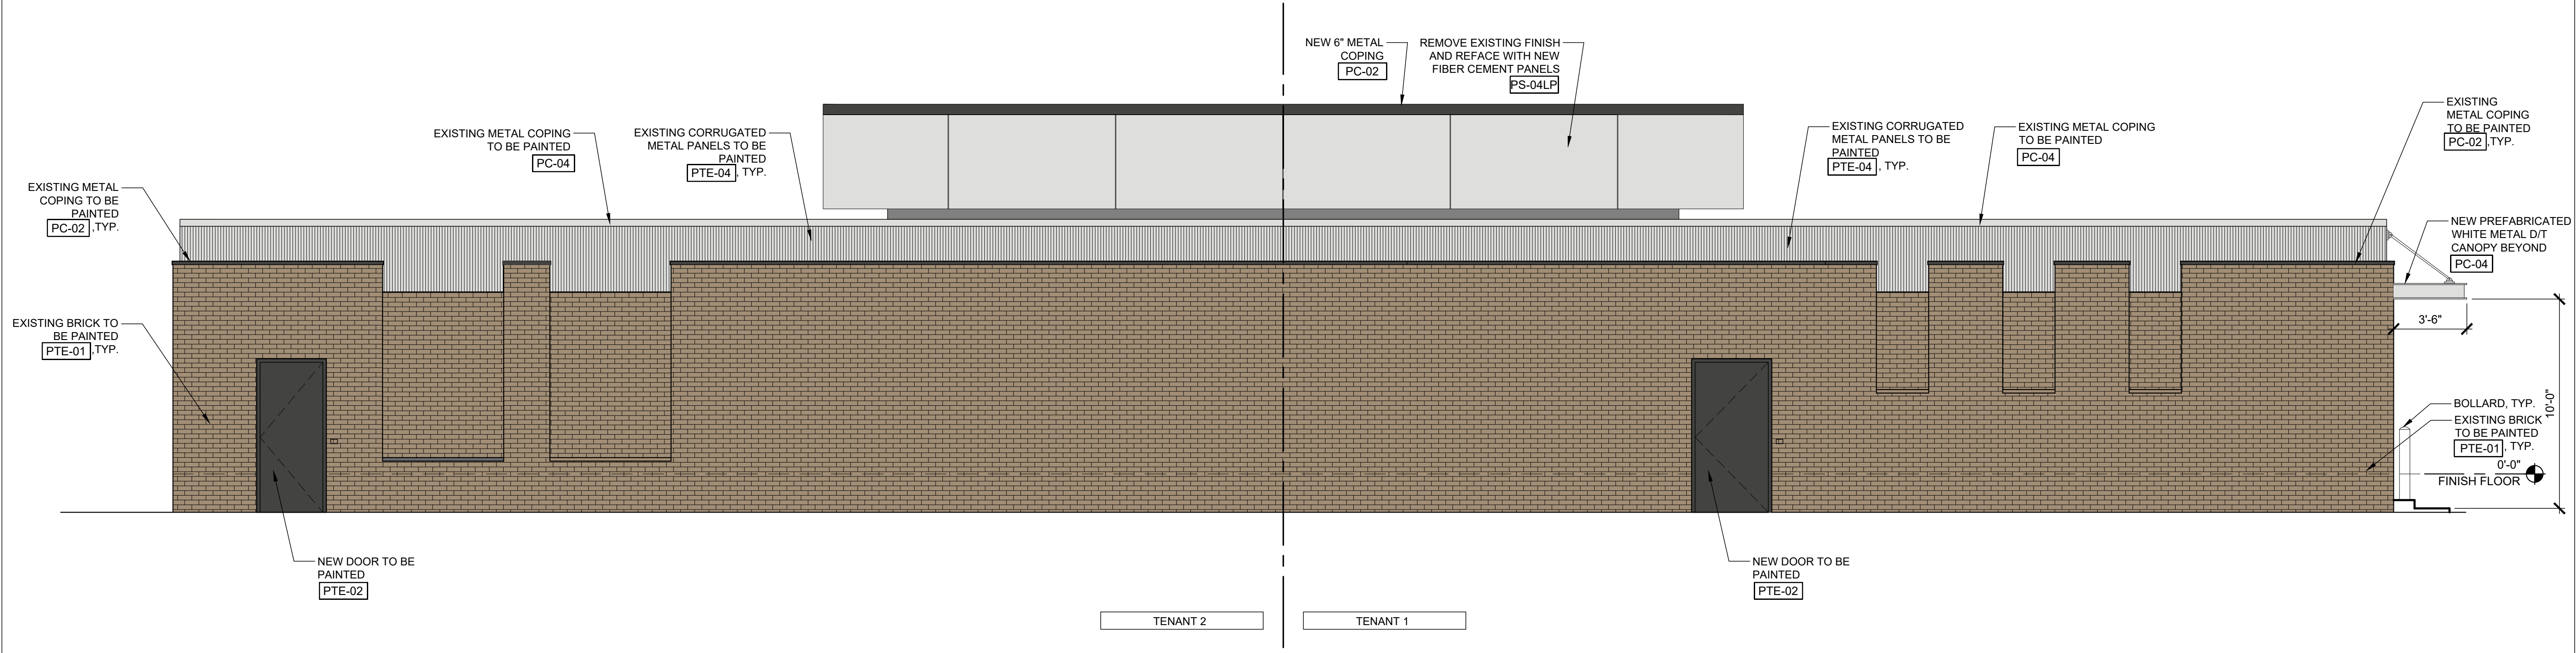 NEW 6" METAL
COPING
PC-02
REMOVE EXISTING FINISH
AND REFACE WITH NEW
FIBER CEMENT PANELS
PS-04LP
EXISTING METAL COPING
TO BE PAINTED
PC-04
EXISTING CORRUGATED
METAL PANELS TO BE
PAINTED
PTE-04, TYP.
EXISTING CORRUGATED
METAL PANELS TO BE
PAINTED
PTE-04, TYP.
EXISTING METAL COPING
TO BE PAINTED
PC-04
EXISTING
METAL COPING
TO BE PAINTED
PC-02,TYP.
EXISTING METAL
COPING TO BE
PAINTED
PC-02,TYP.
NEW PREFABRICATED
WHITE METAL D/T
CANOPY BEYOND
PC-04
EXISTING BRICK TO
BE PAINTED
PTE-01,TYP.
3'-6"
10'-0"
BOLLARD, TYP.
EXISTING BRICK
TO BE PAINTED
PTE-01, TYP.
0'-0"
FINISH FLOOR
NEW DOOR TO BE
PAINTED
PTE-02
NEW DOOR TO BE
PAINTED
PTE-02
TENANT 2
TENANT 1